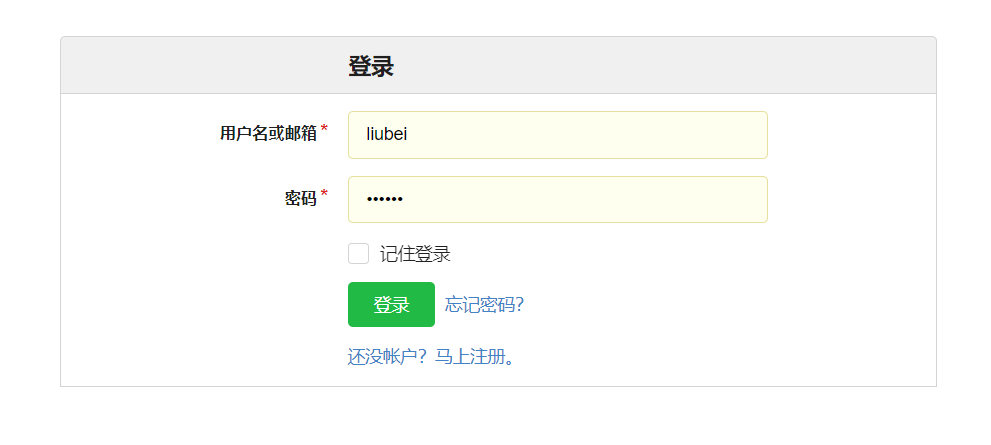 登录
用户名或邮箱 * liubei
密码 * ••••••
记住登录
登录 忘记密码?
还没帐户? 马上注册。